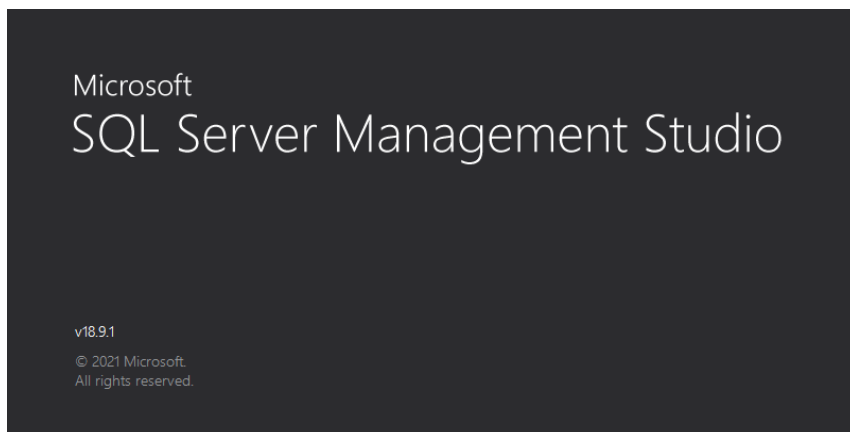 Microsoft
SQL Server Management Studio
v18.9.1
© 2021 Microsoft.
All rights reserved.